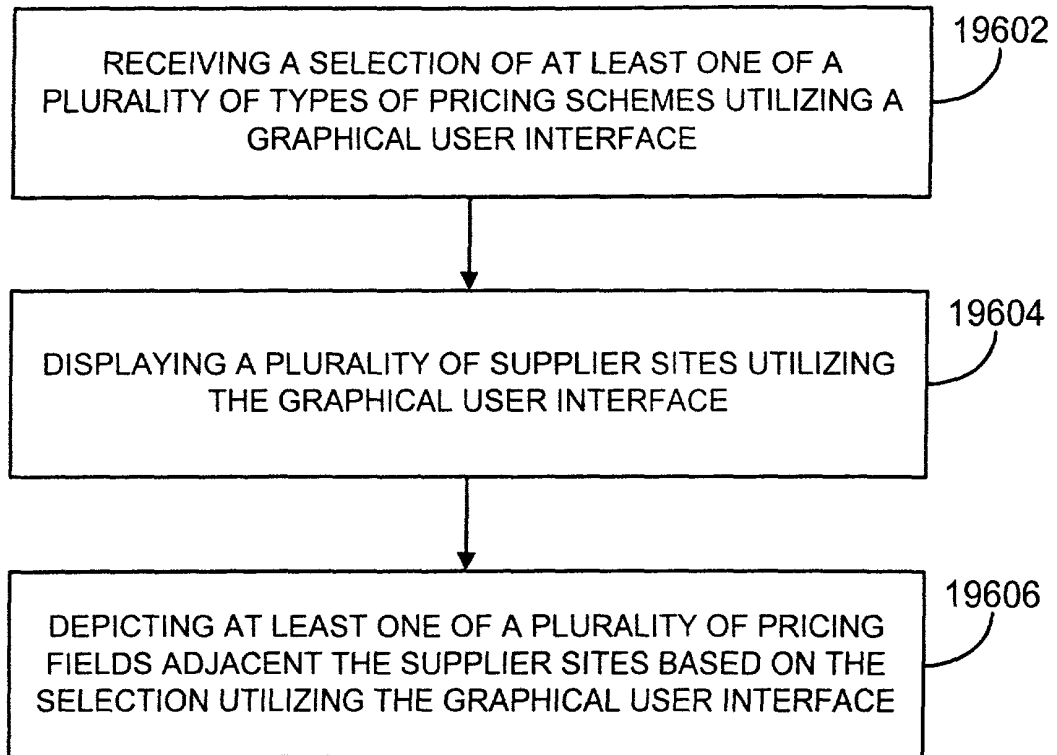 19602
RECEIVING A SELECTION OF AT LEAST ONE OF A
PLURALITY OF TYPES OF PRICING SCHEMES UTILIZING A
GRAPHICAL USER INTERFACE
19604
DISPLAYING A PLURALITY OF SUPPLIER SITES UTILIZING
THE GRAPHICAL USER INTERFACE
19606
DEPICTING AT LEAST ONE OF A PLURALITY OF PRICING
FIELDS ADJACENT THE SUPPLIER SITES BASED ON THE
SELECTION UTILIZING THE GRAPHICAL USER INTERFACE